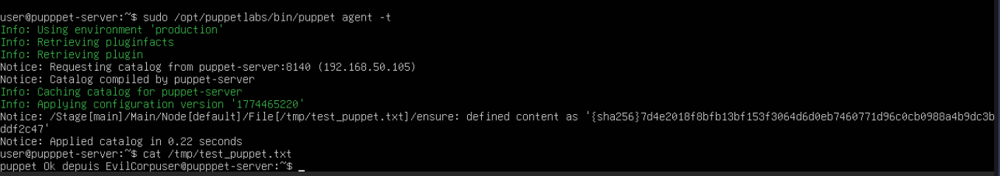 user@pupppet-server:~$ sudo /opt/puppetlabs/bin/puppet agent -t
Info: Using environment 'production'
Info: Retrieving pluginfacts
Info: Retrieving plugin
Notice: Requesting catalog from puppet-server:8140 (192.168.50.105)
Notice: Catalog compiled by puppet-server
Info: Caching catalog for puppet-server
Info: Applying configuration version '1774465220'
Notice: /Stage[main]/Main/Node[default]/File[/tmp/test_puppet.txt]/ensure: defined content as '{sha256}7d4e2018f8bfb13bf153f3064d6d0eb7460771d96c0cb0988a4b9dc3b
ddf2c47'
Notice: Applied catalog in 0.22 seconds
user@pupppet-server:~$ cat /tmp/test_puppet.txt
puppet Ok depuis EvilCorpuser@pupppet-server:~$ _